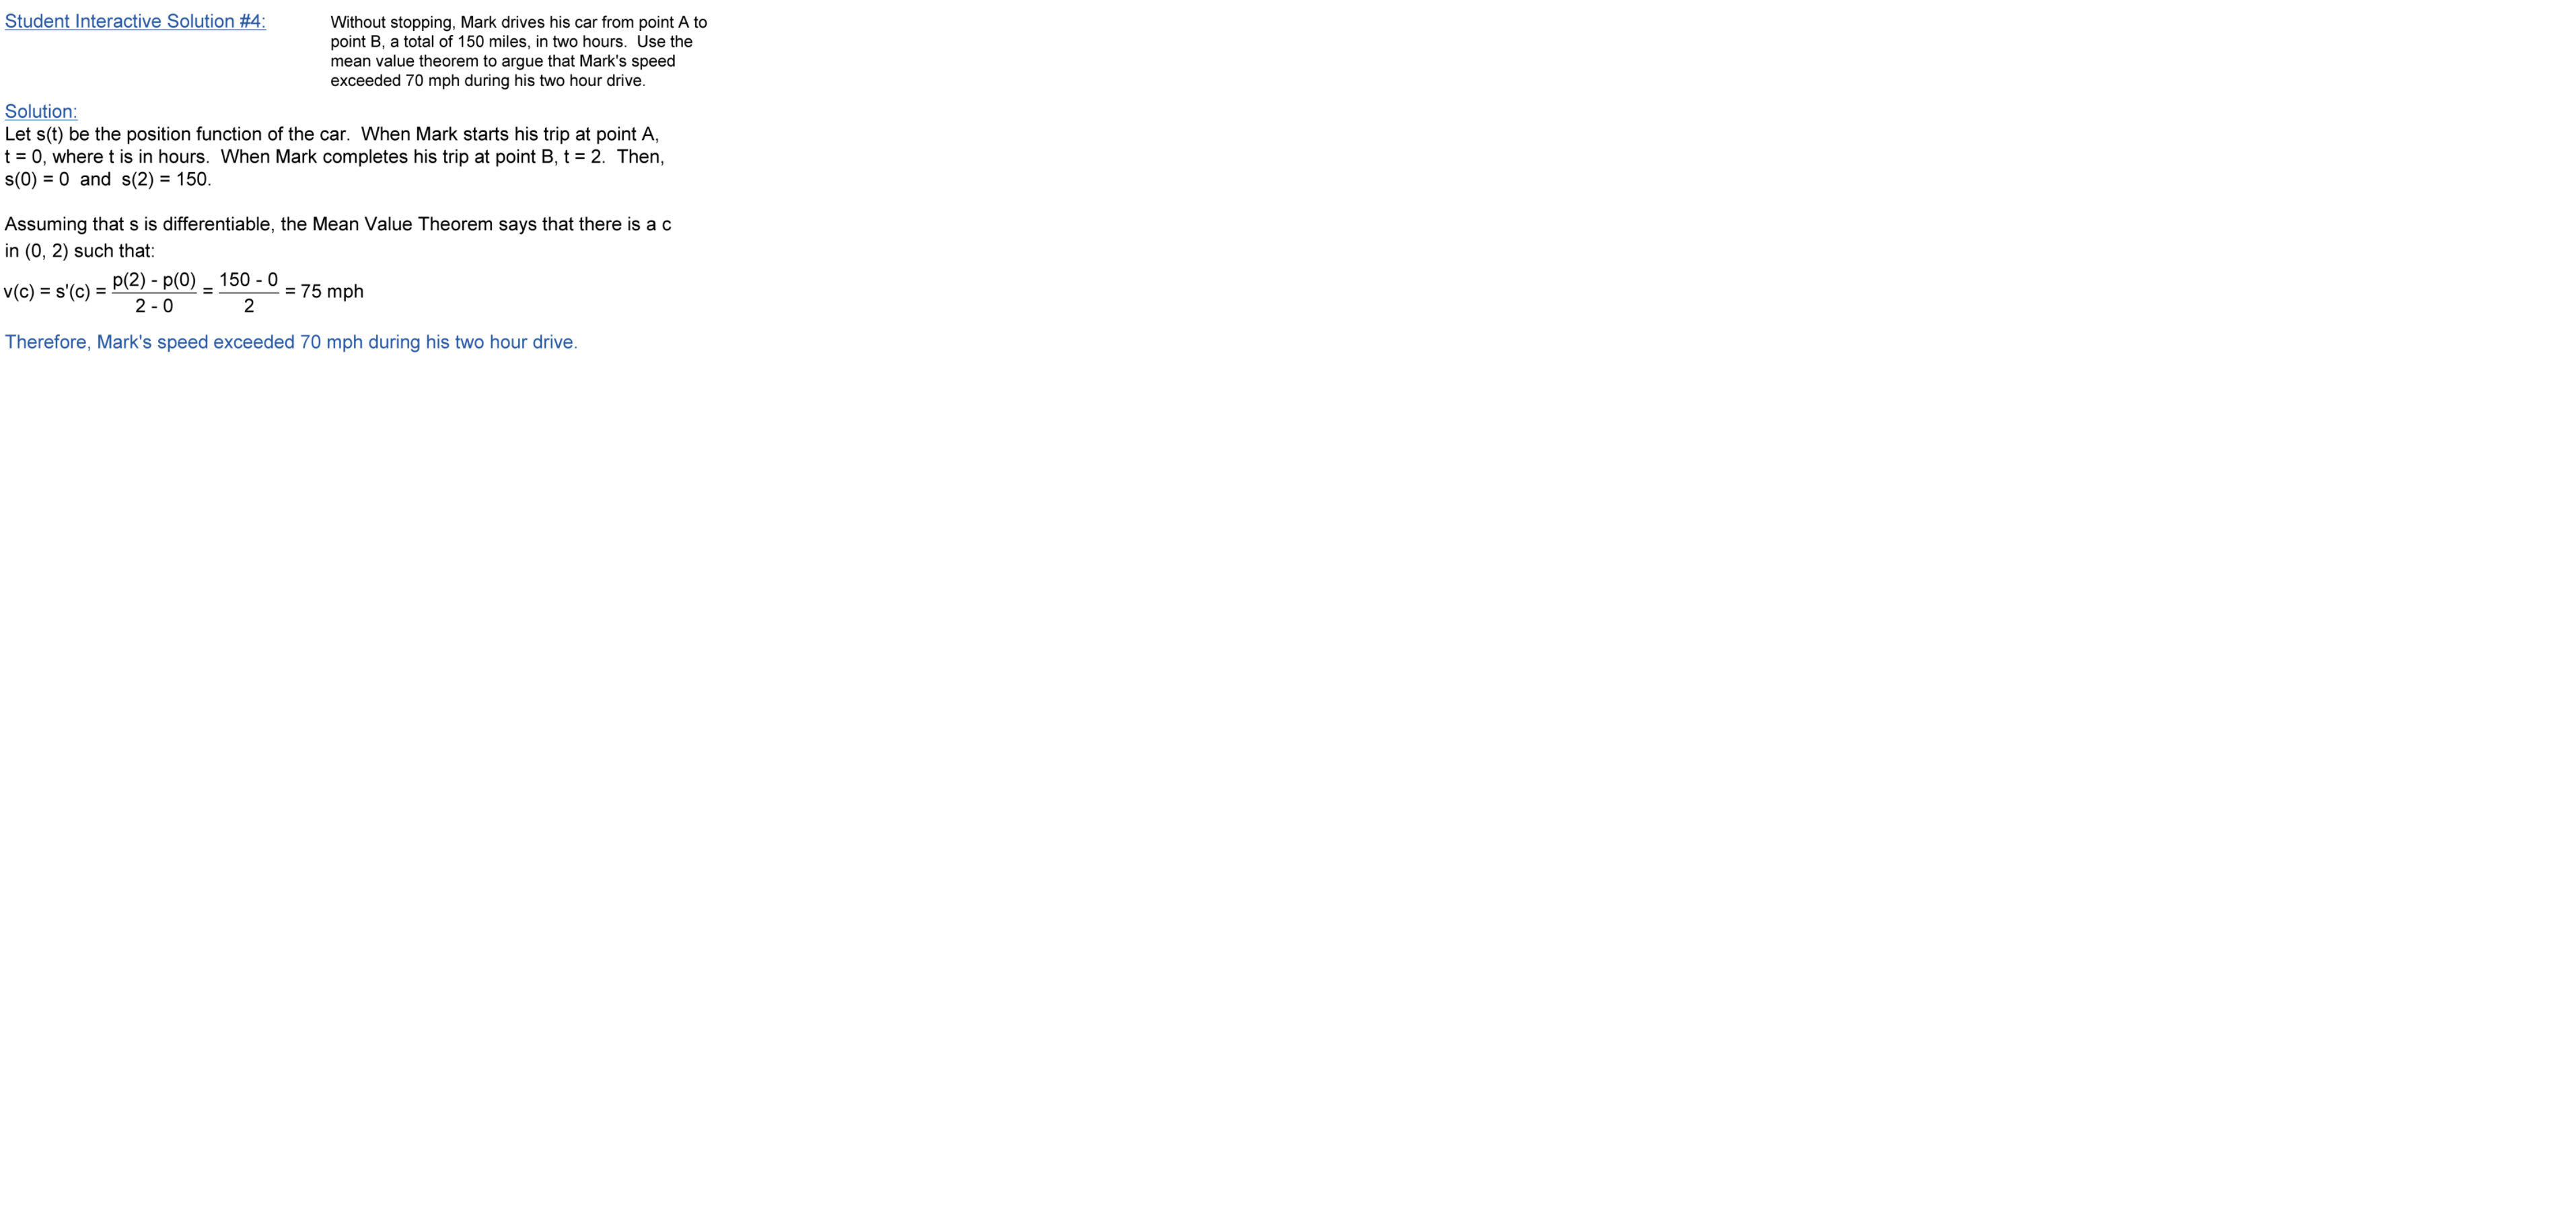 Student Interactive Solution #4:
Without stopping, Mark drives his car from point A to
point B, a total of 150 miles, in two hours.  Use the
mean value theorem to argue that Mark's speed
exceeded 70 mph during his two hour drive.
Solution:
Let s(t) be the position function of the car.  When Mark starts his trip at point A,
t = 0, where t is in hours.  When Mark completes his trip at point B, t = 2.  Then,
s(0) = 0  and  s(2) = 150.
Assuming that s is differentiable, the Mean Value Theorem says that there is a c
in (0, 2) such that:
v(c) = s'(c) = p(2) - p(0) / 2 - 0 = 150 - 0 / 2 = 75 mph
Therefore, Mark's speed exceeded 70 mph during his two hour drive.